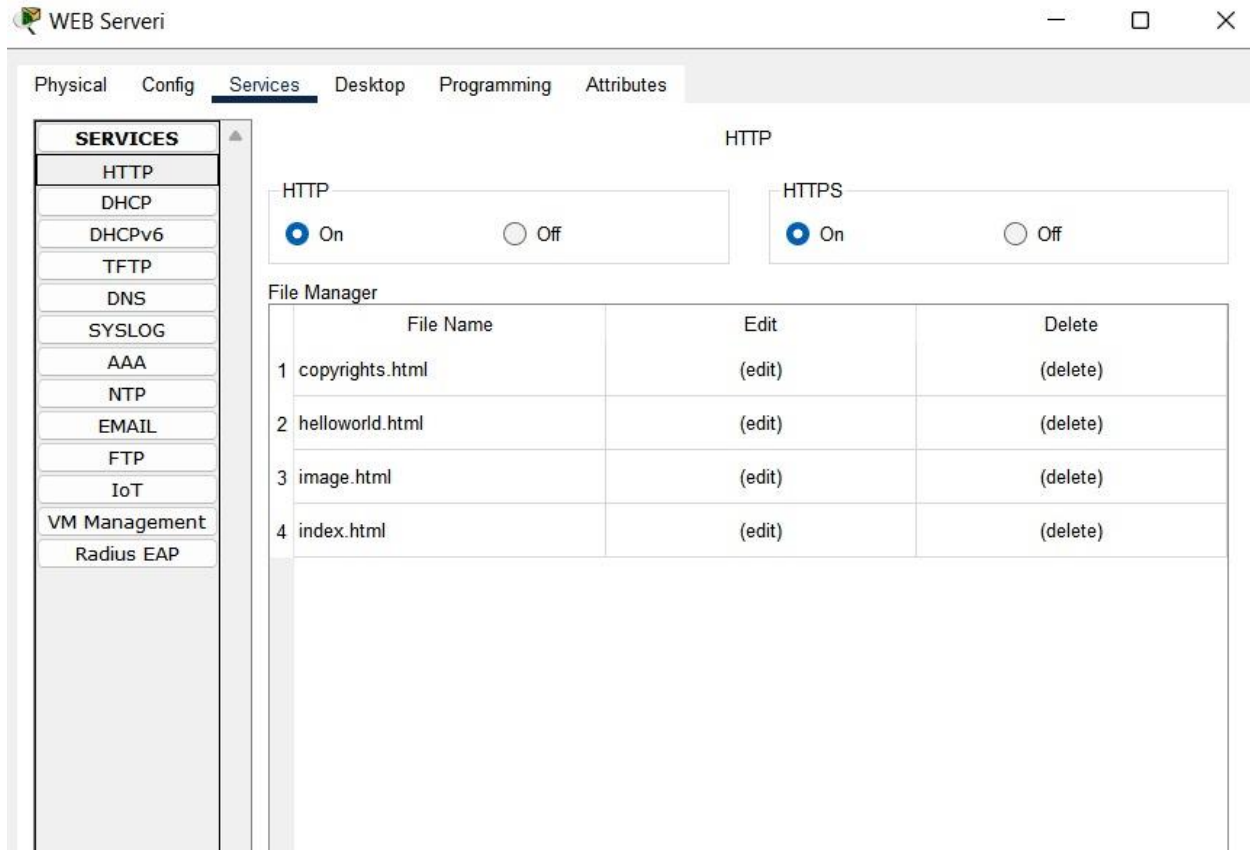 WEB Serveri
Physical Config Services Desktop Programming Attributes
SERVICES
HTTP
DHCP
DHCPv6
TFTP
DNS
SYSLOG
AAA
NTP
EMAIL
FTP
IoT
VM Management
Radius EAP
HTTP
HTTP
On Off
HTTPS
On Off
File Manager
File Name Edit Delete
1 copyrights.html (edit) (delete)
2 helloworld.html (edit) (delete)
3 image.html (edit) (delete)
4 index.html (edit) (delete)